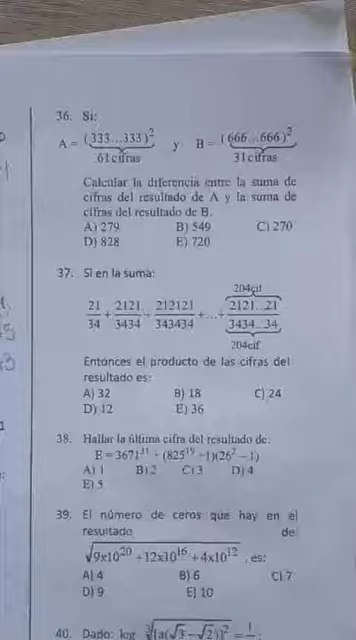 36. Si:
A = (333...333)² y B = (666...666)²
61cifras 31cifras
Calcular la diferencia entre la suma de
cifras del resultado de A y la suma de
cifras del resultado de B.
A) 279 B) 549 C) 270
D) 828 E) 720
37. Si en la suma:
204cif
21/34 + 2121/3434 + 212121/343434 + ... + 2121...21/3434...34
204cif
Entonces el producto de las cifras del
resultado es:
A) 32 B) 18 C) 24
D) 12 E) 36
38. Hallar la última cifra del resultado de:
E = 3671³¹ + (825¹⁹ - 1)(26² - 1)
A) 1 B) 2 C) 3 D) 4
E) 5
39. El número de ceros que hay en el
resultado de
√9x10²⁰ + 12x10¹⁶ + 4x10¹² , es:
A) 4 B) 6 C) 7
D) 9 E) 10
40. Dado: log